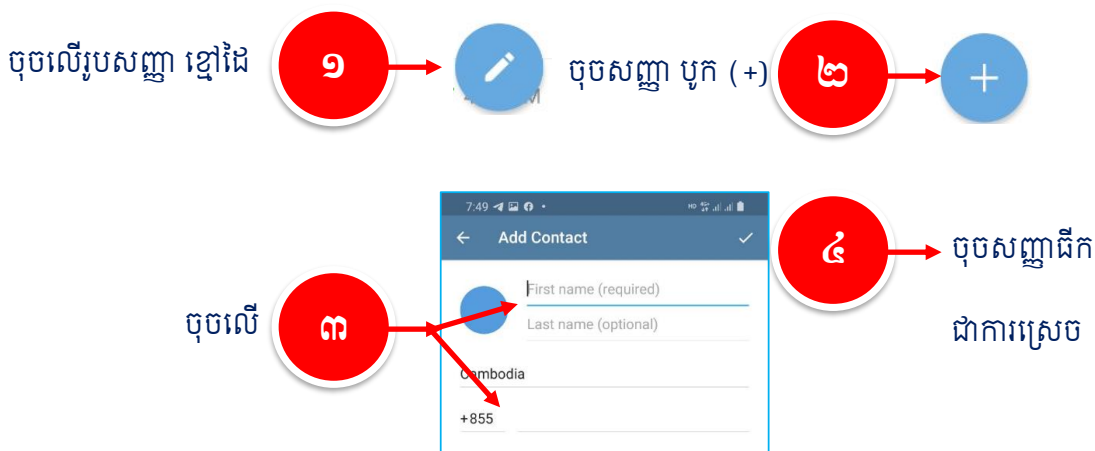 ចុចលើរូបសញ្ញា ខ្មៅដៃ
១
ចុចសញ្ញា បូក (+)
២
7:49
Add Contact
First name (required)
Last name (optional)
Cambodia
+855
ចុចលើ
៣
៤
ចុចសញ្ញាធីក
ជាការស្រេច